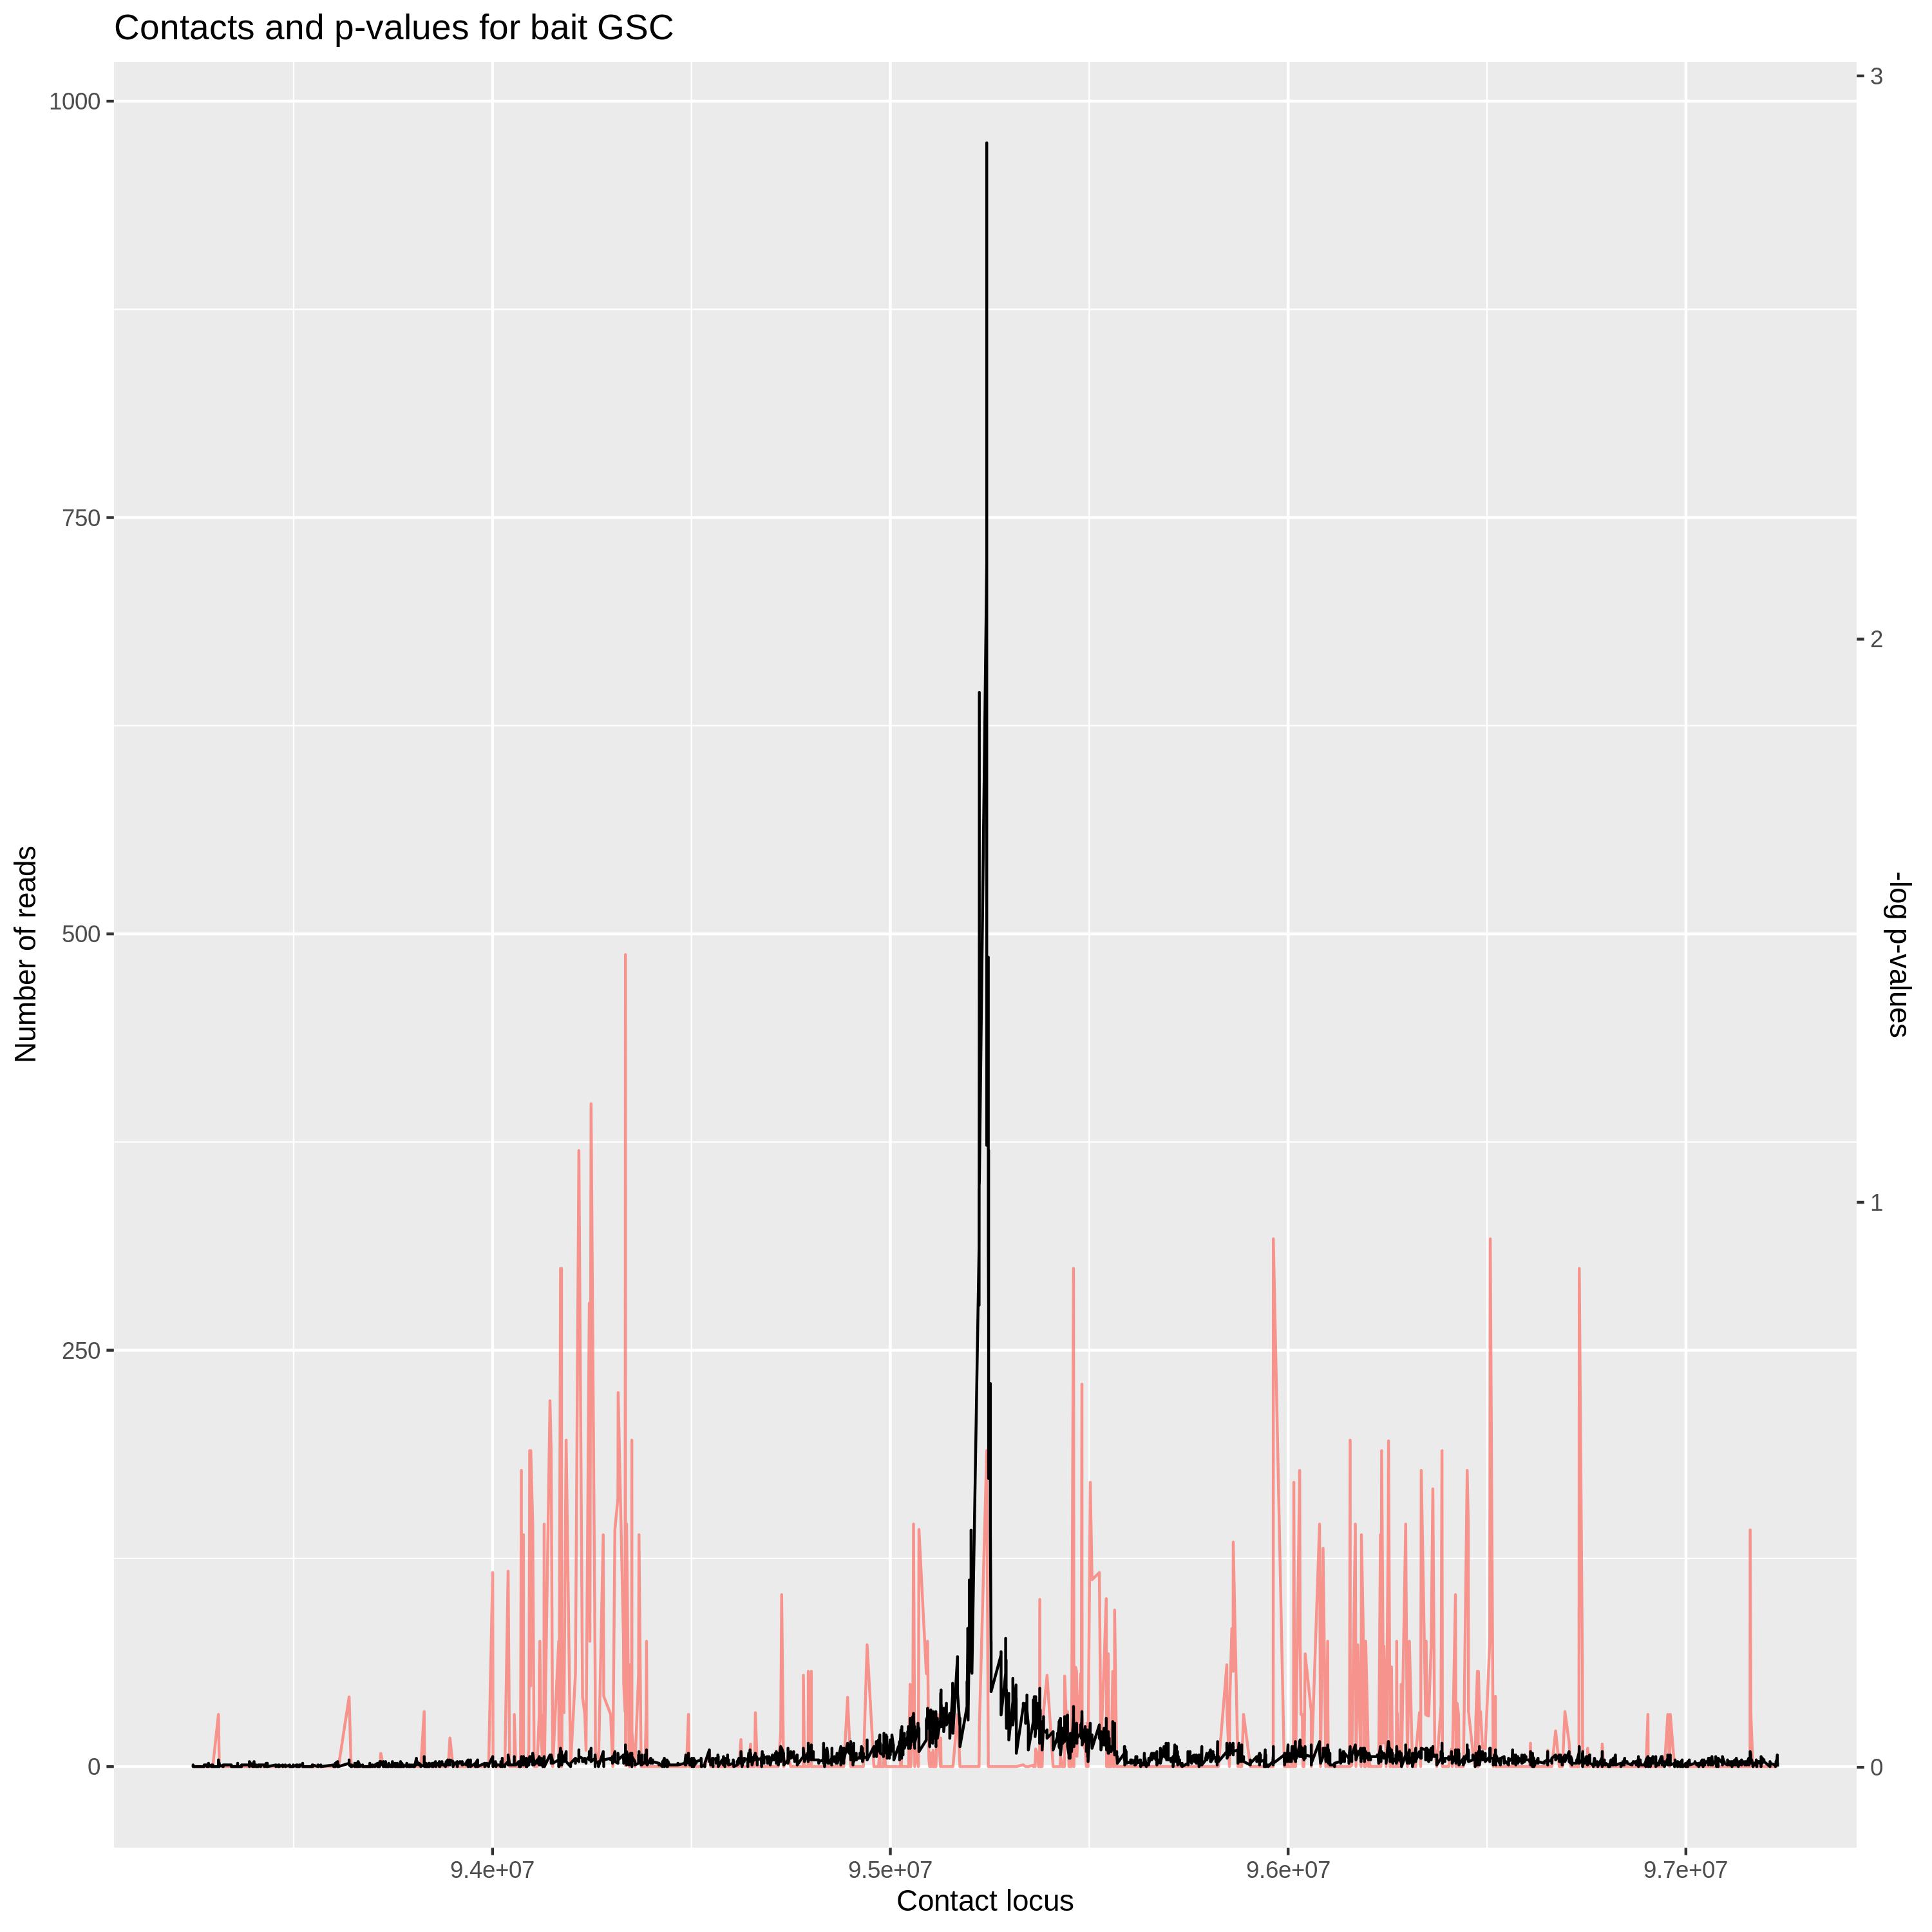 Contacts and p-values for bait GSC
1000
750
500
250
0
Number of reads
3
2
1
0
-log p-values
9.4e+07
9.5e+07
9.6e+07
9.7e+07
Contact locus